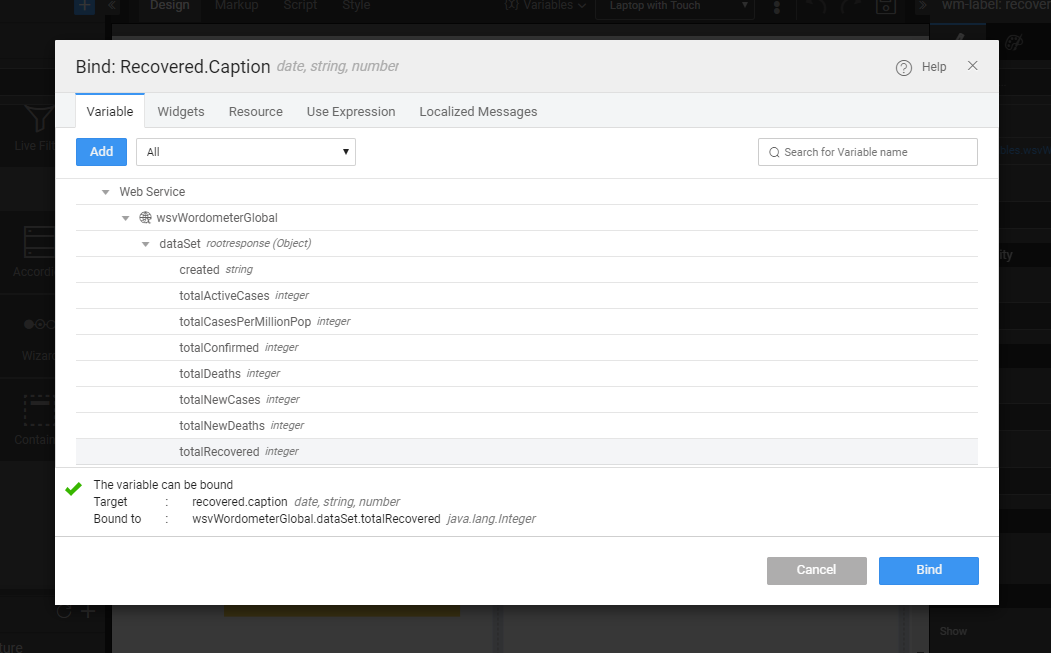 Design Markup Script Style (X) Variables Laptop with Touch wm-label: recover
Bind: Recovered.Caption date, string, number Help
Variable Widgets Resource Use Expression Localized Messages
Add All Search for Variable name
Live Filt
Web Service
wsvWordometerGlobal
dataSet rootresponse (Object)
created string
totalActiveCases integer
Accordi
totalCasesPerMillionPop integer
totalConfirmed integer
Wizard
totalDeaths integer
totalNewCases integer
totalNewDeaths integer
Contain
totalRecovered integer
The variable can be bound
Target : recovered.caption date, string, number
Bound to : wsvWordometerGlobal.dataSet.totalRecovered java.lang.Integer
Cancel Bind
Show